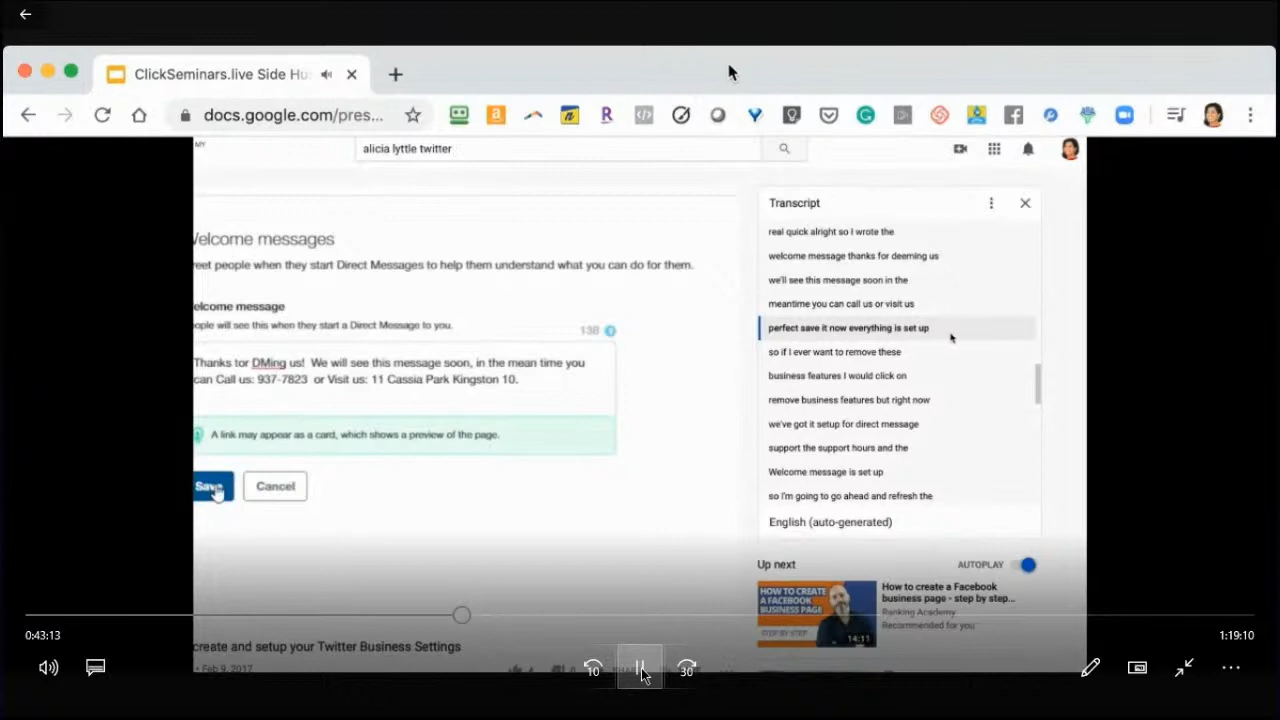 ClickSeminars.live Side Hu
docs.google.com/pres...
MY
alicia lyttle twitter
elcome messages
eet people when they start Direct Messages to help them understand what you can do for them.
elcome message
ople will see this when they start a Direct Message to you.
138
Thanks tor DMing us! We will see this message soon, in the mean time you
can Call us: 937-7823 or Visit us: 11 Cassia Park Kingston 10.
A link may appear as a card, which shows a preview of the page.
Save
Cancel
Transcript
real quick alright so I wrote the
welcome message thanks for deeming us
we'll see this message soon in the
meantime you can call us or visit us
perfect save it now everything is set up
so if I ever want to remove these
business features I would click on
remove business features but right now
we've got it setup for direct message
support the support hours and the
Welcome message is set up
so I'm going to go ahead and refresh the
English (auto-generated)
Up next
AUTOPLAY
HOW TO CREATE
A FACEBOOK
BUSINESS PAGE
STEP BY STEP
14:11
How to create a Facebook
business page - step by step...
Ranking Academy
Recommended for you
create and setup your Twitter Business Settings
• Feb 9, 2017
0:43:13
1:19:10
10
30